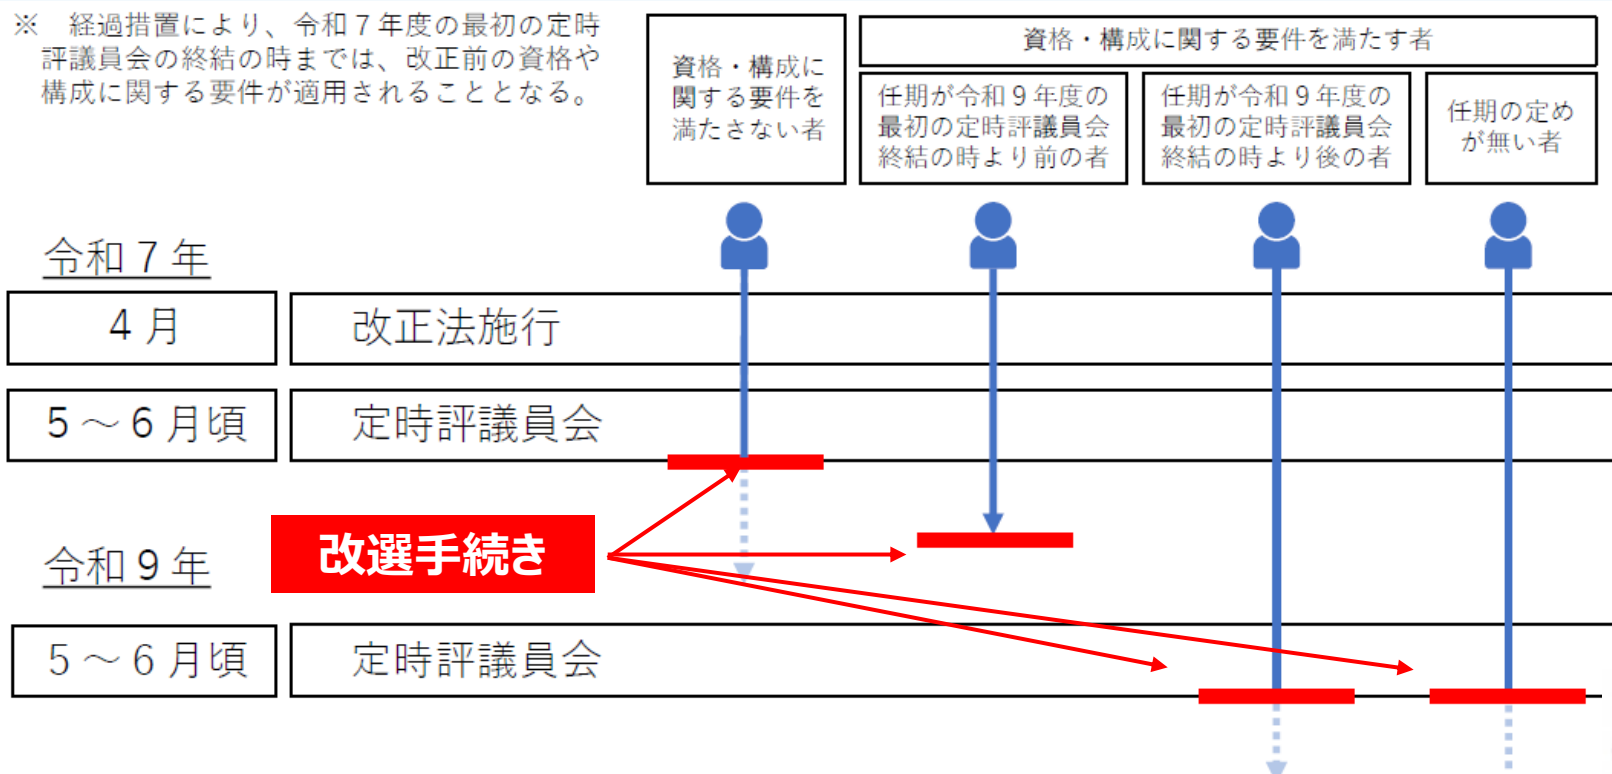 ※　経過措置により、令和７年度の最初の定時
評議員会の終結の時までは、改正前の資格や
構成に関する要件が適用されることとなる。
資格・構成に
関する要件を
満たさない者
資格・構成に関する要件を満たす者
任期が令和９年度の
最初の定時評議員会
終結の時より前の者
任期が令和９年度の
最初の定時評議員会
終結の時より後の者
任期の定め
が無い者
令和７年
４月
改正法施行
５～６月頃
定時評議員会
改選手続き
令和９年
５～６月頃
定時評議員会